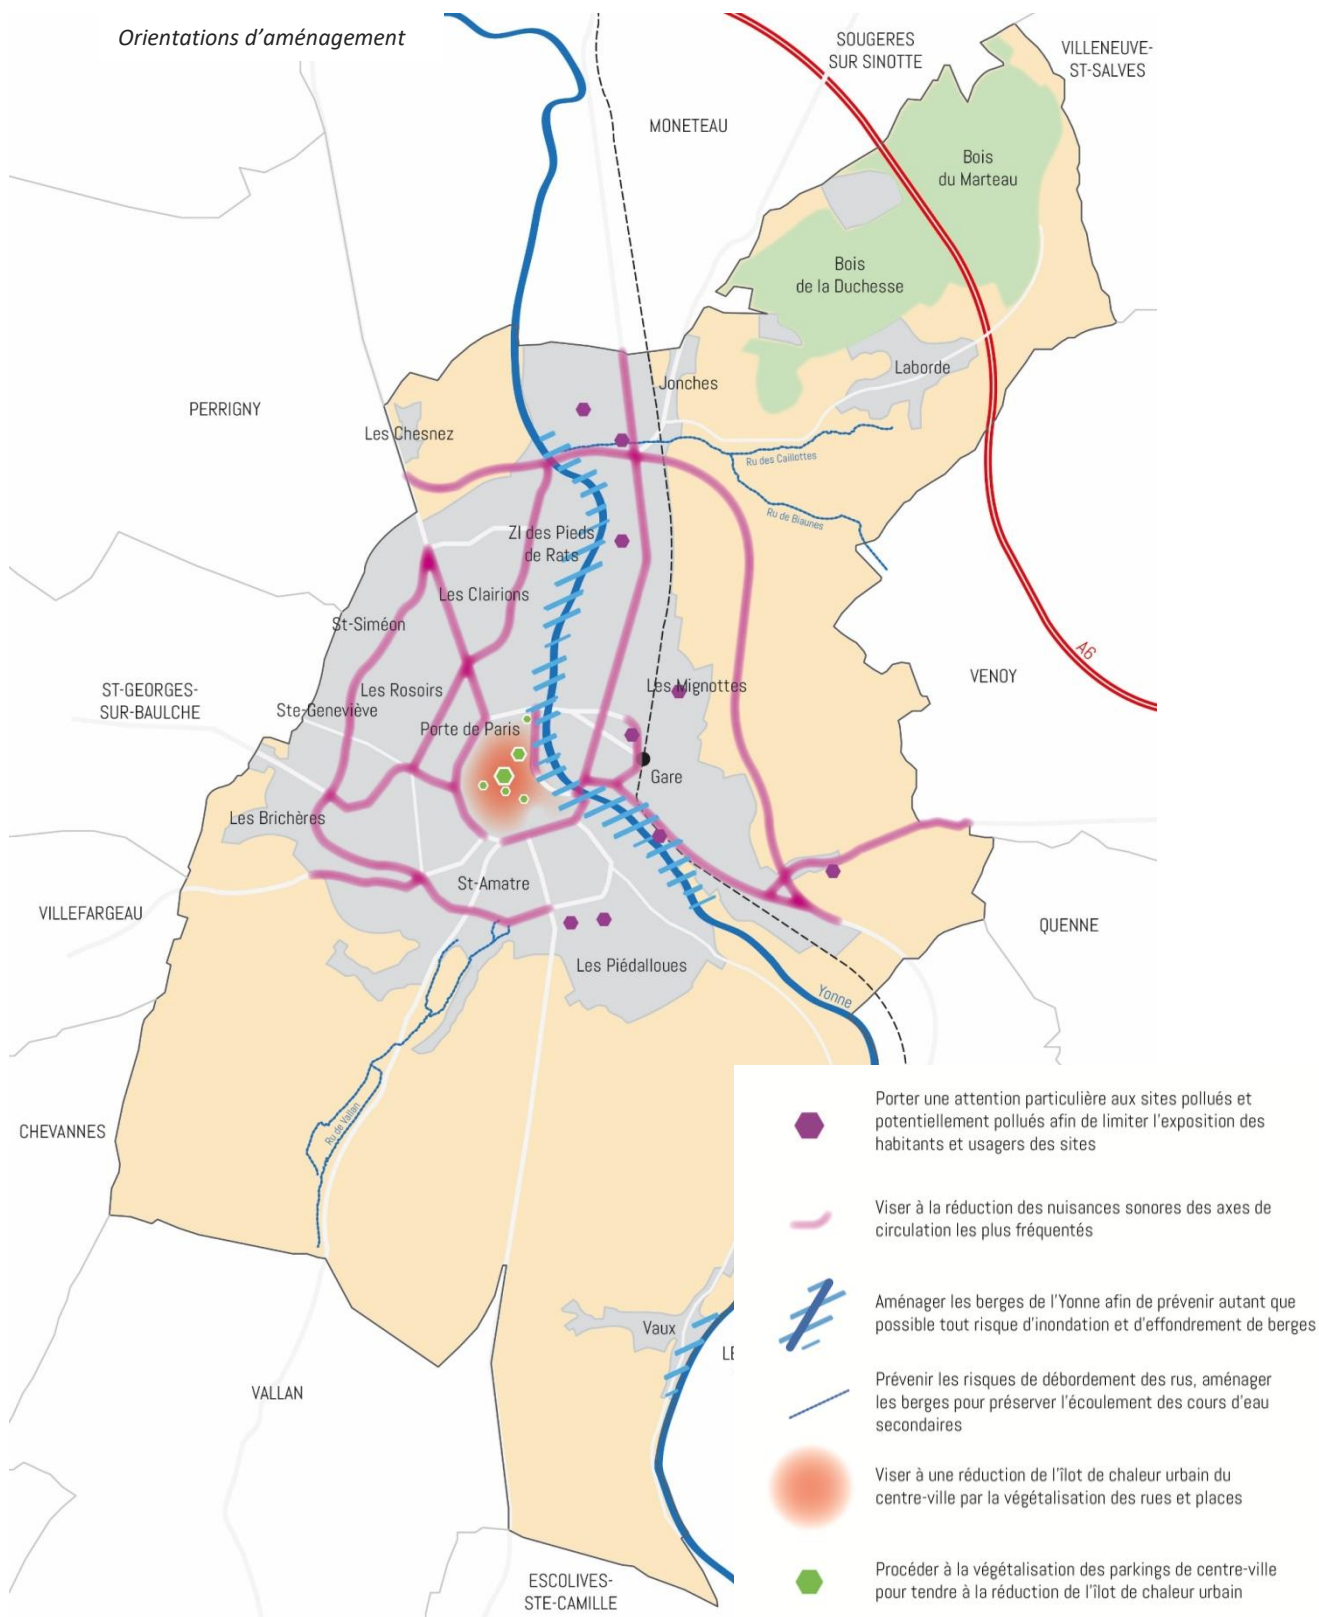 Orientations d'aménagement
SOUGERES
SUR SINOTTE
VILLENEUVE-
ST-SALVES
MONETEAU
Bois
du Marteau
Bois
de la Duchesse
Laborde
Jonches
PERRIGNY
Les Chesnez
Ru des Caillottes
Ru de Biaunes
ZI des Pieds
de Rats
Les Clairions
St-Siméon
A6
VENOY
ST-GEORGES-
SUR-BAULCHE
Les Rosoirs
Les Mignottes
Ste-Geneviève
Porte de Paris
Gare
Les Brichères
St-Amatre
VILLEFARGEAU
QUENNE
Les Piédalloues
Yonne
Ru de Vallan
CHEVANNES
Vaux
LE
VALLAN
ESCOLIVES-
STE-CAMILLE
Porter une attention particulière aux sites pollués et
potentiellement pollués afin de limiter l'exposition des
habitants et usagers des sites
Viser à la réduction des nuisances sonores des axes de
circulation les plus fréquentés
Aménager les berges de l'Yonne afin de prévenir autant que
possible tout risque d'inondation et d'effondrement de berges
Prévenir les risques de débordement des rus, aménager
les berges pour préserver l'écoulement des cours d'eau
secondaires
Viser à une réduction de l'îlot de chaleur urbain du
centre-ville par la végétalisation des rues et places
Procéder à la végétalisation des parkings de centre-ville
pour tendre à la réduction de l'îlot de chaleur urbain